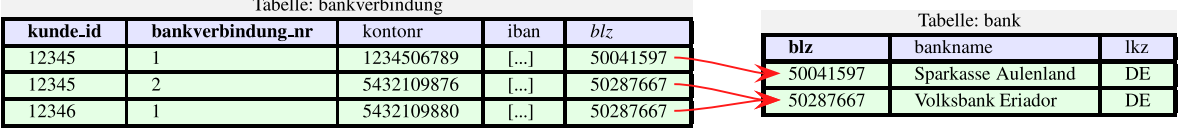 Tabelle: bankverbindung
kunde_id bankverbindung_nr kontonr iban blz
12345 1 1234506789 [...] 50041597
12345 2 5432109876 [...] 50287667
12346 1 5432109880 [...] 50287667
Tabelle: bank
blz bankname lkz
50041597 Sparkasse Aulenland DE
50287667 Volksbank Eriador DE